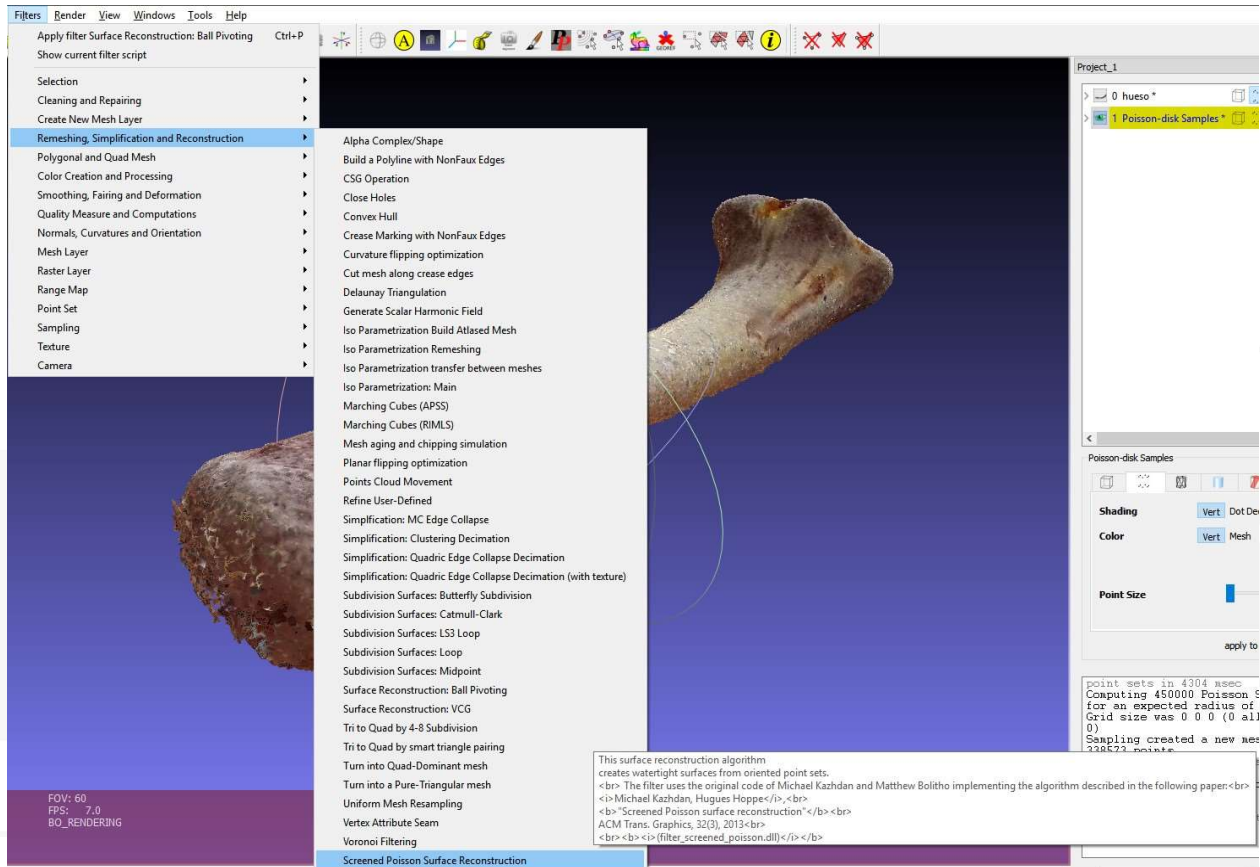 Filters Render View Windows Tools Help
Apply filter Surface Reconstruction: Ball Pivoting Ctrl+P
Show current filter script
Selection
Cleaning and Repairing
Create New Mesh Layer
Remeshing, Simplification and Reconstruction
Polygonal and Quad Mesh
Color Creation and Processing
Smoothing, Fairing and Deformation
Quality Measure and Computations
Normals, Curvatures and Orientation
Mesh Layer
Raster Layer
Range Map
Point Set
Sampling
Texture
Camera
Alpha Complex/Shape
Build a Polyline with NonFaux Edges
CSG Operation
Close Holes
Convex Hull
Crease Marking with NonFaux Edges
Curvature flipping optimization
Cut mesh along crease edges
Delaunay Triangulation
Generate Scalar Harmonic Field
Iso Parametrization Build Atlased Mesh
Iso Parametrization Remeshing
Iso Parametrization transfer between meshes
Iso Parametrization: Main
Marching Cubes (APSS)
Marching Cubes (RIMLS)
Mesh aging and chipping simulation
Planar flipping optimization
Points Cloud Movement
Refine User-Defined
Simplfication: MC Edge Collapse
Simplification: Clustering Decimation
Simplification: Quadric Edge Collapse Decimation
Simplification: Quadric Edge Collapse Decimation (with texture)
Subdivision Surfaces: Butterfly Subdivision
Subdivision Surfaces: Catmull-Clark
Subdivision Surfaces: LS3 Loop
Subdivision Surfaces: Loop
Subdivision Surfaces: Midpoint
Surface Reconstruction: Ball Pivoting
Surface Reconstruction: VCG
Tri to Quad by 4-8 Subdivision
Tri to Quad by smart triangle pairing
Turn into Quad-Dominant mesh
Turn into a Pure-Triangular mesh
Uniform Mesh Resampling
Vertex Attribute Seam
Voronoi Filtering
Screened Poisson Surface Reconstruction
This surface reconstruction algorithm
creates watertight surfaces from oriented point sets.
<br> The filter uses the original code of Michael Kazhdan and Matthew Bolitho implementing the algorithm described in the following paper:<br>
<i>Michael Kazhdan, Hugues Hoppe</i>,<br>
<b>"Screened Poisson surface reconstruction"</b><br>
ACM Trans. Graphics, 32(3), 2013<br>
<br><b><i>(filter_screened_poisson.dll)</i></b>
FOV: 60
FPS: 7.0
BO_RENDERING
Project_1
0 hueso *
1 Poisson-disk Samples *
Poisson-disk Samples
Shading Vert Dot
Color Vert Mesh
Point Size
apply to
point sets in 4304 msec
Computing 450000 Poisson
for an expected radius of
Grid size was 0 0 0 (0
0)
Sampling created a new
338573 points